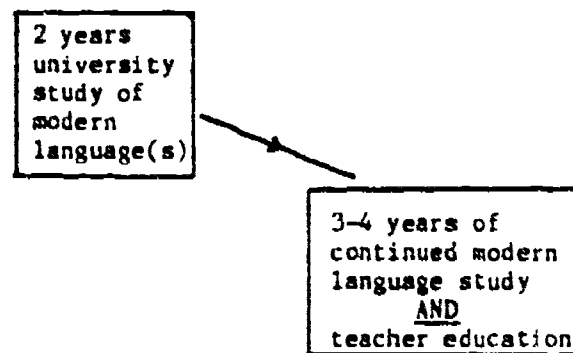 2 years
university
study of
modern
language(s)
3-4 years of
continued modern
language study
AND
teacher education